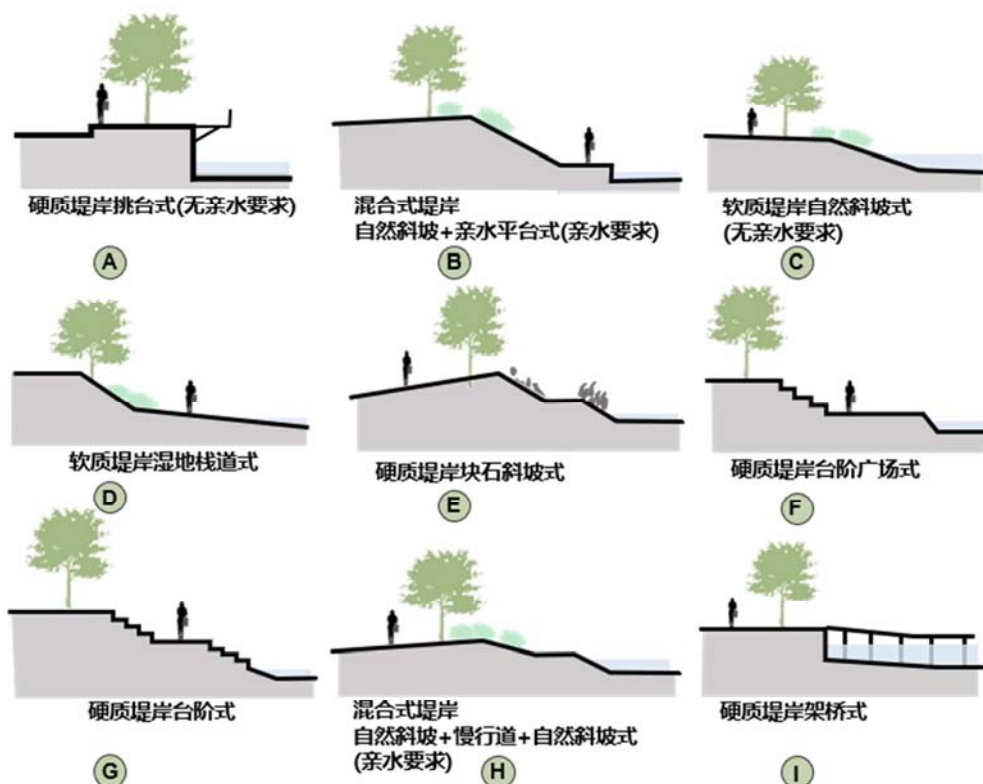 硬质堤岸挑台式(无亲水要求)
A
混合式堤岸
自然斜坡+亲水平台式(亲水要求)
B
软质堤岸自然斜坡式
(无亲水要求)
C
软质堤岸湿地栈道式
D
硬质堤岸块石斜坡式
E
硬质堤岸台阶广场式
F
硬质堤岸台阶式
G
混合式堤岸
自然斜坡+慢行道+自然斜坡式
(亲水要求)
H
硬质堤岸架桥式
I